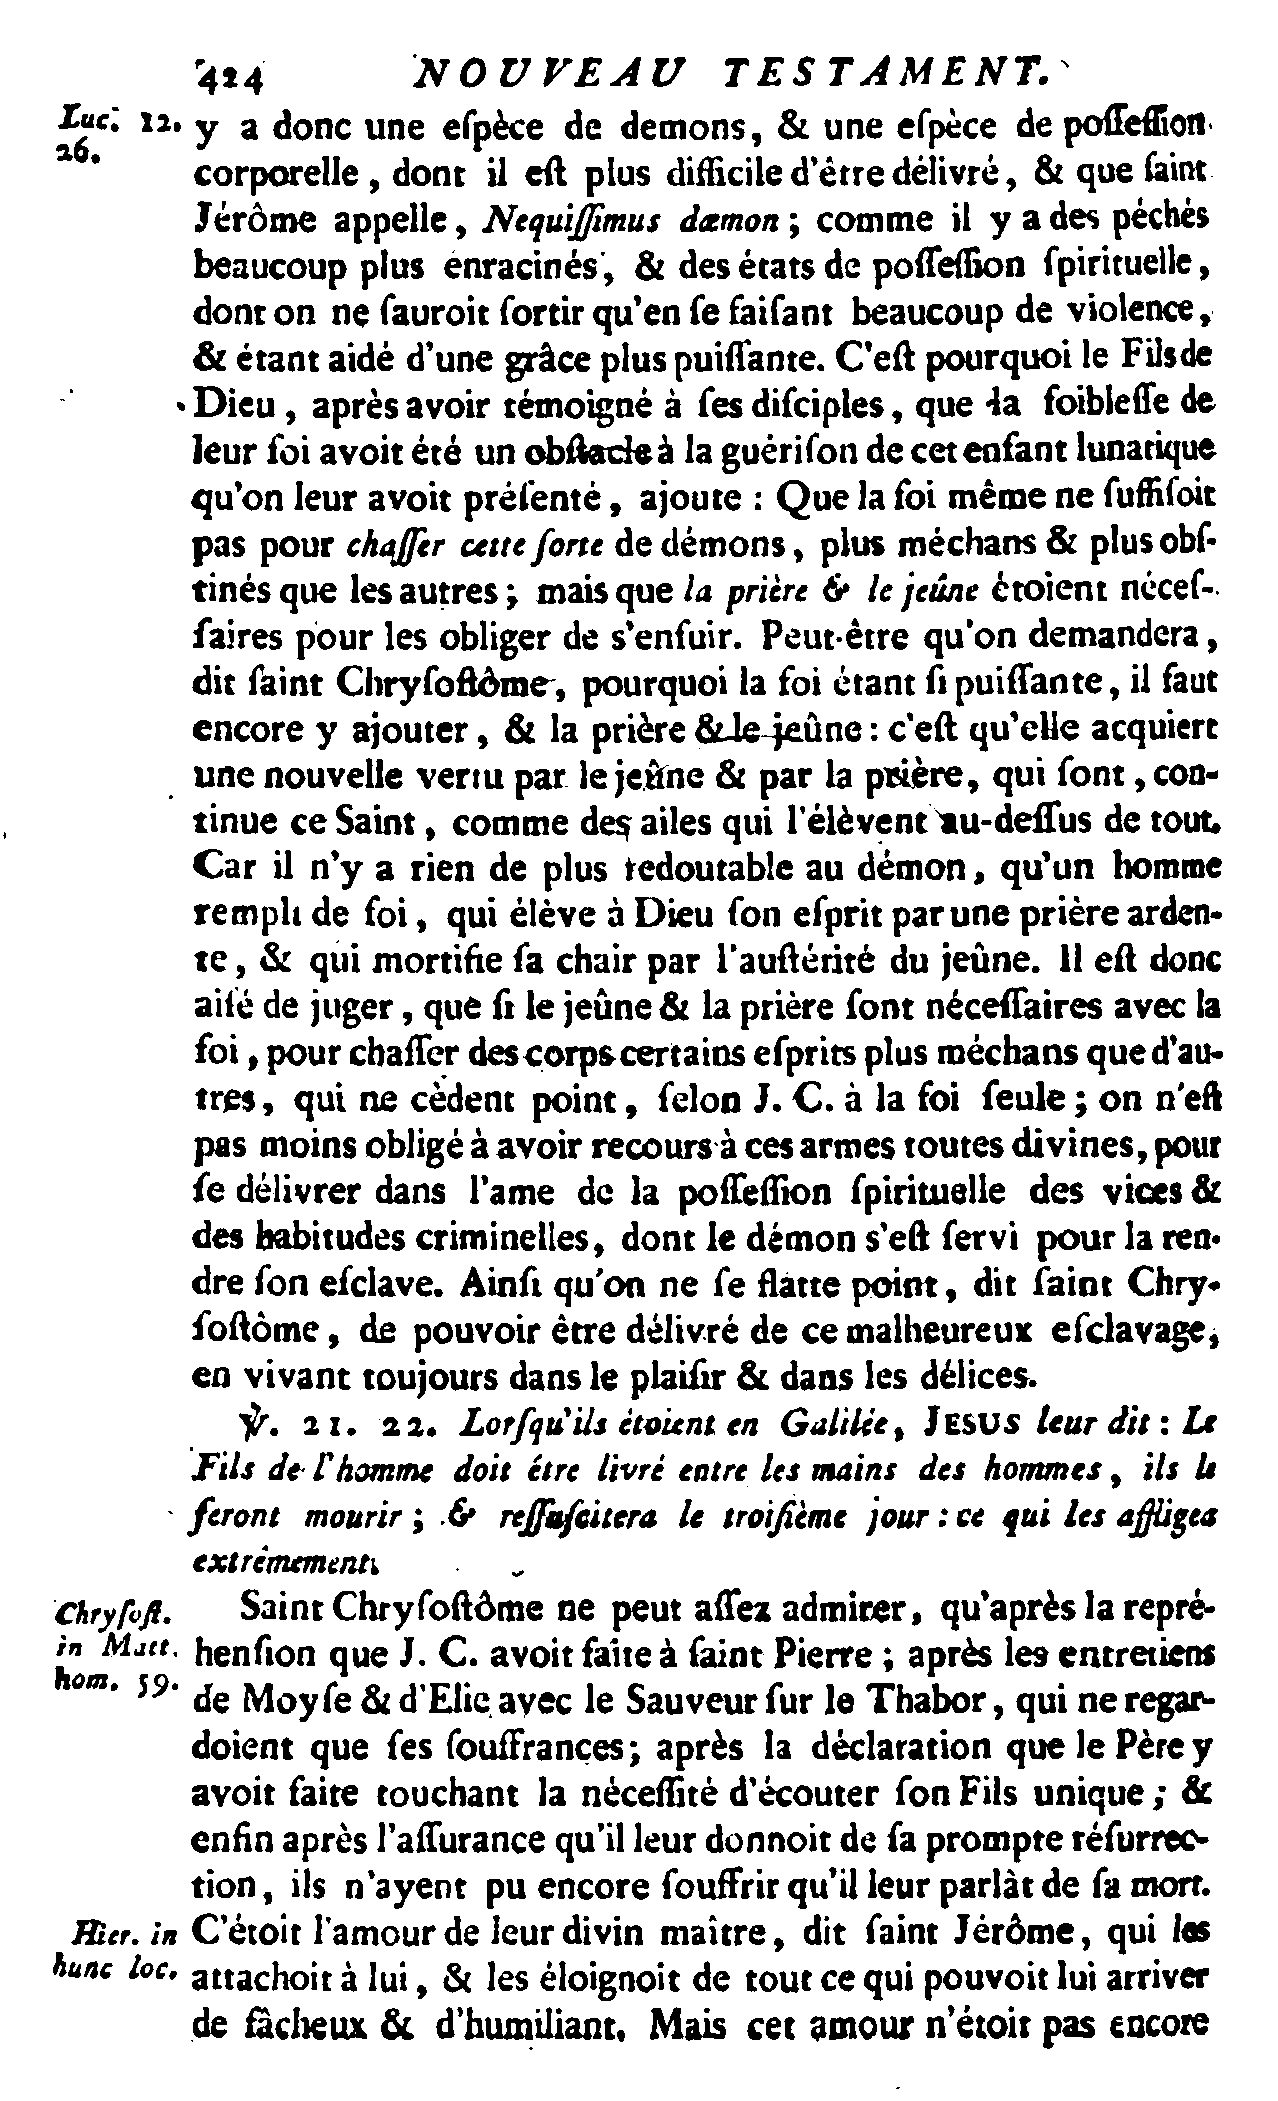 424 NOUVEAU TESTAMENT.
Luc. 12.
26.
y a donc une eſpèce de demons, & une eſpèce de poſſeſſion
corporelle, dont il eſt plus difficile d'être délivré, & que ſaint
Jérôme appelle, Nequiſſimus dæmon; comme il y a des péchés
beaucoup plus enracinés, & des états de poſſeſſion ſpirituelle,
dont on ne ſauroit ſortir qu'en ſe faiſant beaucoup de violence,
& étant aidé d'une grâce plus puiſſante. C'eſt pourquoi le Fils de
Dieu, après avoir témoigné à ſes diſciples, que la foibleſſe de
leur foi avoit été un obſtacle à la guériſon de cet enfant lunatique
qu'on leur avoit préſenté, ajoute: Que la foi même ne ſuffiſoit
pas pour chaſſer cette ſorte de démons, plus méchans & plus obſ-
tinés que les autres; mais que la prière & le jeûne étoient néceſ-
ſaires pour les obliger de s'enfuir. Peut-être qu'on demandera,
dit ſaint Chryſoſtôme, pourquoi la foi étant ſi puiſſante, il faut
encore y ajouter, & la prière & le jeûne: c'eſt qu'elle acquiert
une nouvelle vertu par le jeûne & par la prière, qui ſont, con-
tinue ce Saint, comme des ailes qui l'élèvent au-deſſus de tout.
Car il n'y a rien de plus redoutable au démon, qu'un homme
rempli de foi, qui élève à Dieu ſon eſprit par une prière arden-
te, & qui mortifie ſa chair par l'auſtérité du jeûne. Il eſt donc
aiſé de juger, que ſi le jeûne & la prière ſont néceſſaires avec la
foi, pour chaſſer des corps certains eſprits plus méchans que d'au-
tres, qui ne cèdent point, ſelon J. C. à la foi ſeule; on n'eſt
pas moins obligé à avoir recours à ces armes toutes divines, pour
ſe délivrer dans l'ame de la poſſeſſion ſpirituelle des vices &
des habitudes criminelles, dont le démon s'eſt ſervi pour la ren-
dre ſon eſclave. Ainſi qu'on ne ſe flatte point, dit ſaint Chry-
ſoſtôme, de pouvoir être délivré de ce malheureux eſclavage,
en vivant toujours dans le plaiſir & dans les délices.
℣. 21. 22. Lorſqu'ils étoient en Galilée, JESUS leur dit: Le
Fils de l'homme doit être livré entre les mains des hommes, ils le
feront mourir; & reſſuſcitera le troiſième jour: ce qui les affligea
extrêmement.
Chryſoſt.
in Matt.
hom. 59.
Saint Chryſoſtôme ne peut aſſez admirer, qu'après la repré-
henſion que J. C. avoit faite à ſaint Pierre; après les entretiens
de Moyſe & d'Elie avec le Sauveur ſur le Thabor, qui ne regar-
doient que ſes ſouffrances; après la déclaration que le Père y
avoit faite touchant la néceſſité d'écouter ſon Fils unique; &
enfin après l'aſſurance qu'il leur donnoit de ſa prompte réſurrec-
tion, ils n'ayent pu encore ſouffrir qu'il leur parlât de ſa mort.
Hier. in
hunc loc.
C'étoit l'amour de leur divin maître, dit ſaint Jérôme, qui les
attachoit à lui, & les éloignoit de tout ce qui pouvoit lui arriver
de fâcheux & d'humiliant. Mais cet amour n'étoit pas encore